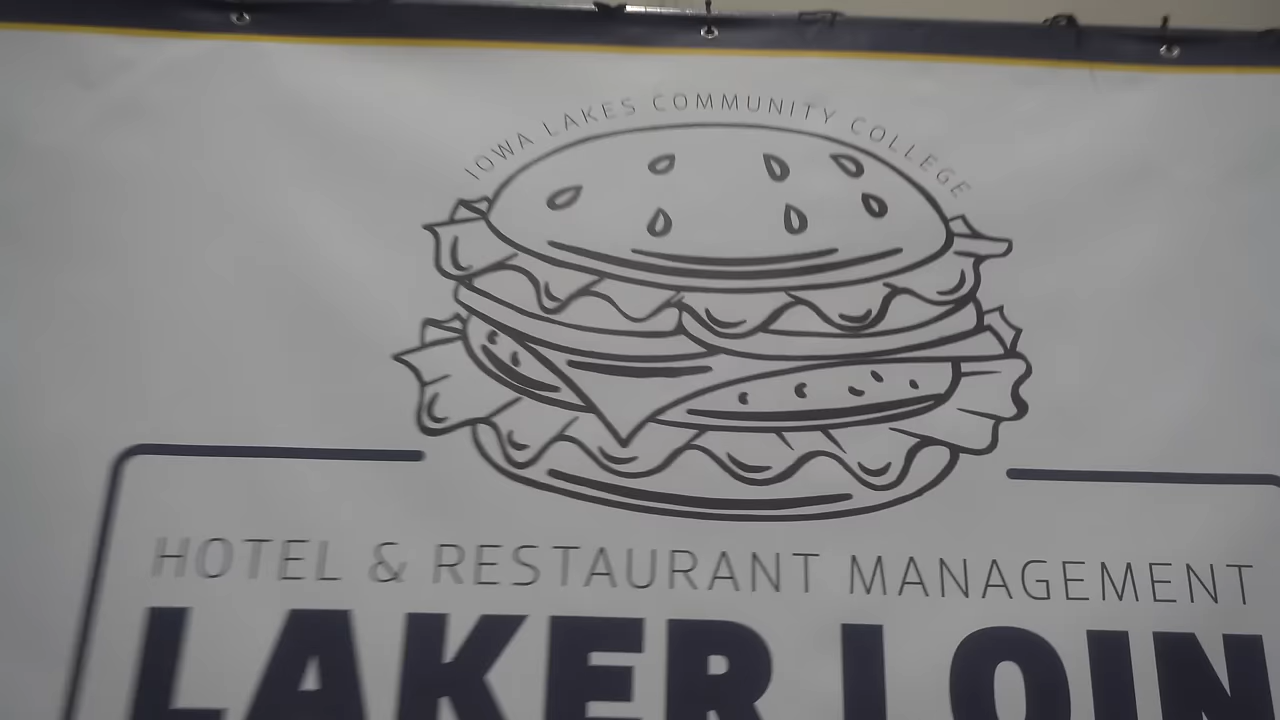 IOWA LAKES COMMUNITY COLLEGE
HOTEL & RESTAURANT MANAGEMENT
LAKER LOIN